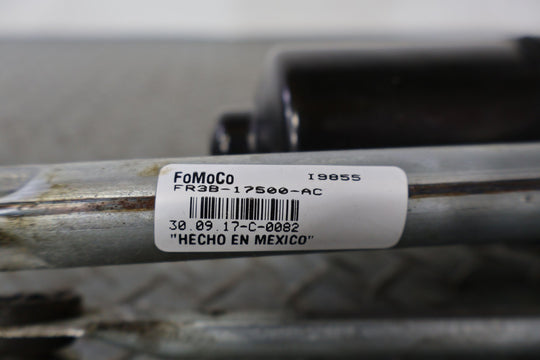 FoMoCo I9855
FR3B-17500-AC
30.09.17-C-0082
"HECHO EN MEXICO"